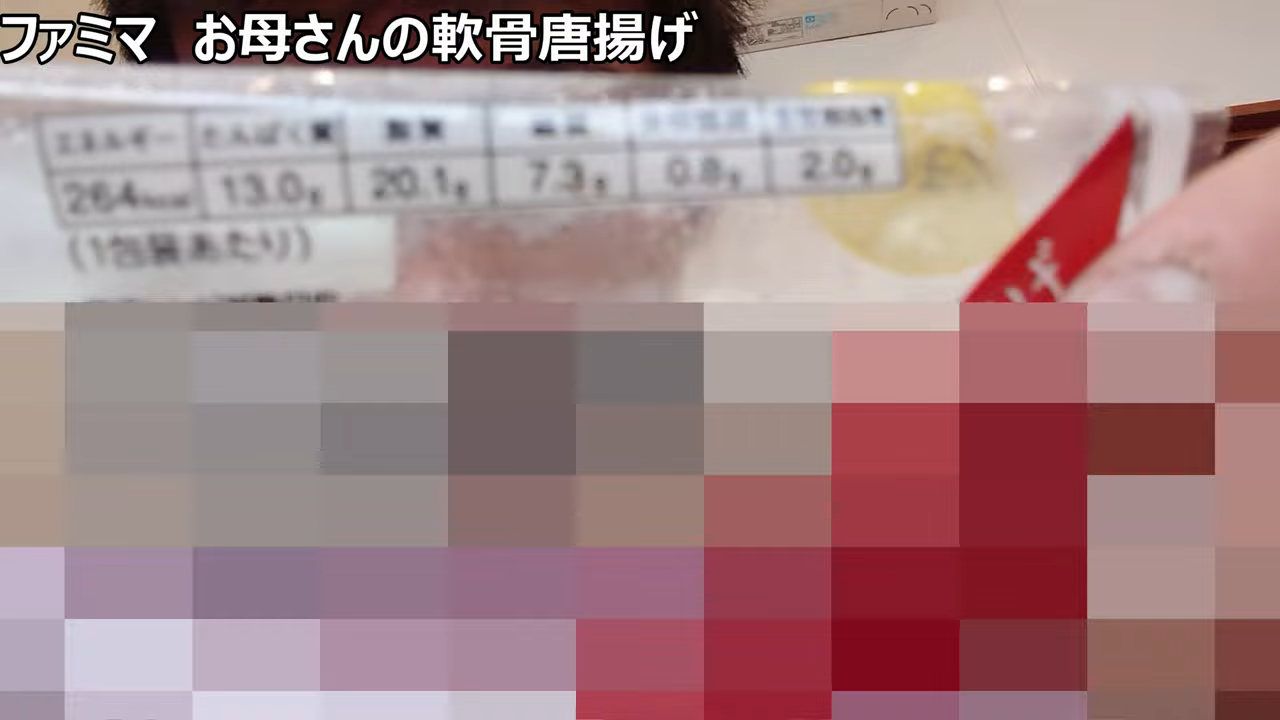 ファミマ お母さんの軟骨唐揚げ
エネルギー たんぱく質 脂質
264kcal 13.0g 20.1g 7.3g 0.8g 2.0g
(1包装あたり)
げ